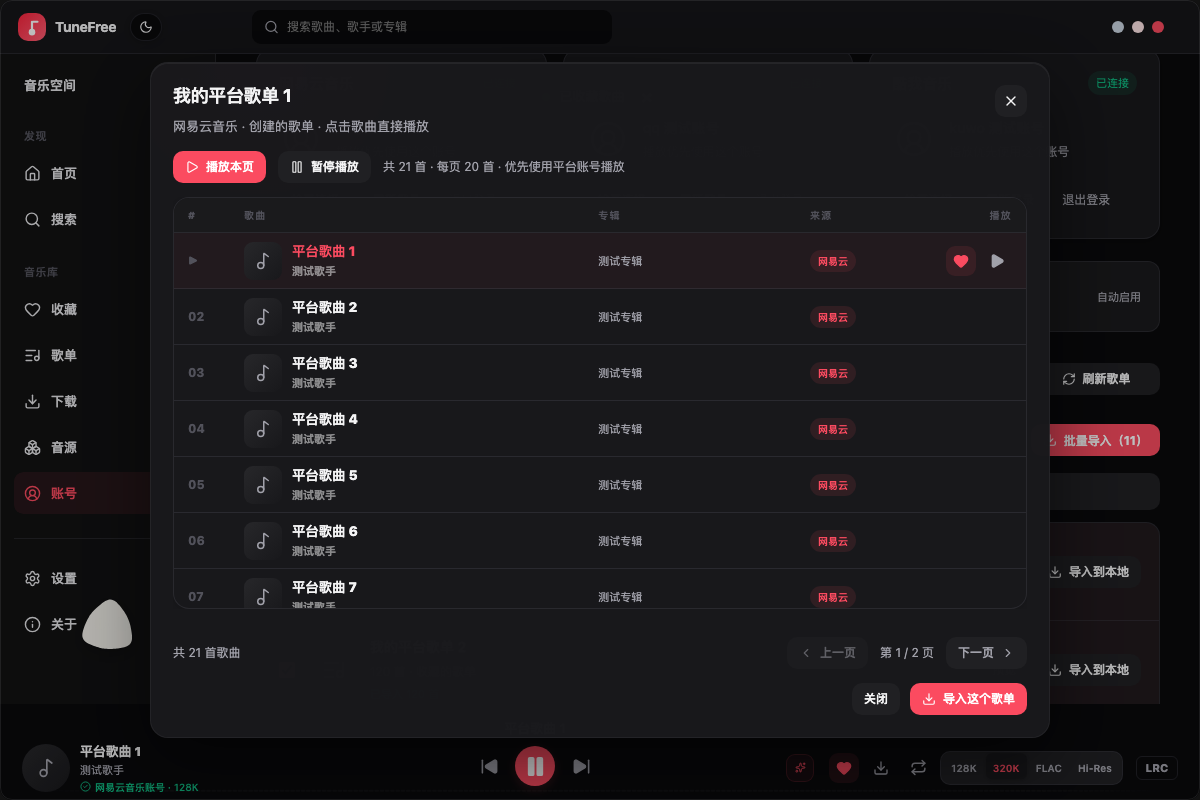 TuneFree
搜索歌曲、歌手或专辑
音乐空间
发现
首页
搜索
音乐库
收藏
歌单
下载
音源
账号
设置
关于
已连接
账号
退出登录
自动启用
刷新歌单
批量导入（11）
导入到本地
导入到本地
我的平台歌单 1
网易云音乐 · 创建的歌单 · 点击歌曲直接播放
播放本页
暂停播放
共 21 首 · 每页 20 首 · 优先使用平台账号播放
# 歌曲 专辑 来源 播放
平台歌曲 1
测试歌手
测试专辑
网易云
02
平台歌曲 2
测试歌手
测试专辑
网易云
03
平台歌曲 3
测试歌手
测试专辑
网易云
04
平台歌曲 4
测试歌手
测试专辑
网易云
05
平台歌曲 5
测试歌手
测试专辑
网易云
06
平台歌曲 6
测试歌手
测试专辑
网易云
07
平台歌曲 7
测试歌手
测试专辑
网易云
共 21 首歌曲
上一页
第 1 / 2 页
下一页
关闭
导入这个歌单
平台歌曲 1
测试歌手
网易云音乐账号 · 128K
128K 320K FLAC Hi-Res
LRC